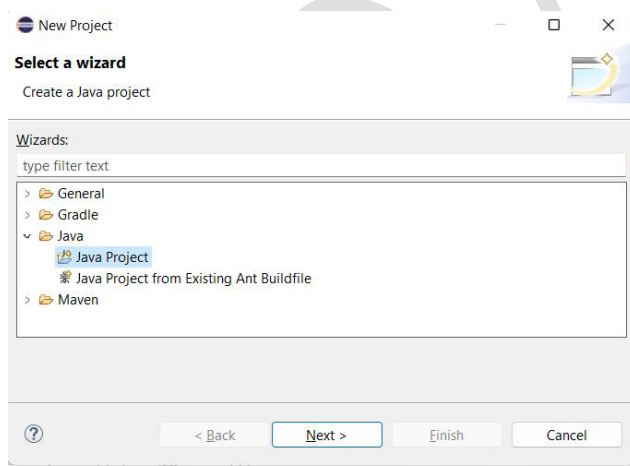 New Project
Select a wizard
Create a Java project
Wizards:
type filter text
General
Gradle
Java
Java Project
Java Project from Existing Ant Buildfile
Maven
?
< Back Next > Finish Cancel